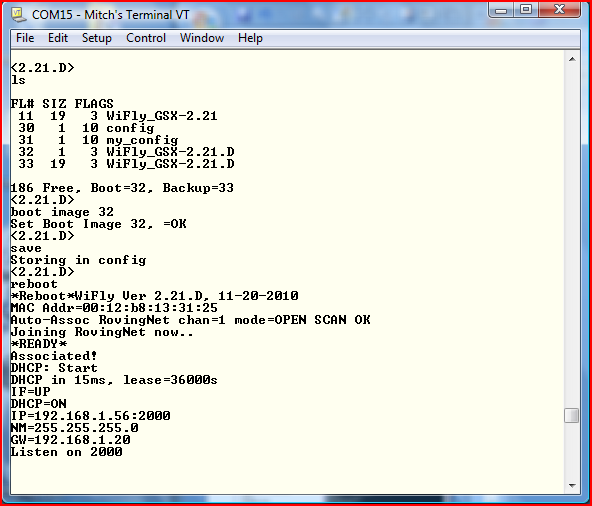 COM15 - Mitch's Terminal VT
File Edit Setup Control Window Help
<2.21.D>
ls
FL# SIZ FLAGS
11 19 3 WiFly_GSX-2.21
30 1 10 config
31 1 10 my_config
32 1 3 WiFly_GSX-2.21.D
33 19 3 WiFly_GSX-2.21.D
186 Free, Boot=32, Backup=33
<2.21.D>
boot image 32
Set Boot Image 32, =OK
<2.21.D>
save
Storing in config
<2.21.D>
reboot
*Reboot*WiFly Ver 2.21.D, 11-20-2010
MAC Addr=00:12:b8:13:31:25
Auto-Assoc RovingNet chan=1 mode=OPEN SCAN OK
Joining RovingNet now..
*READY*
Associated!
DHCP: Start
DHCP in 15ms, lease=36000s
IF=UP
DHCP=ON
IP=192.168.1.56:2000
NM=255.255.255.0
GW=192.168.1.20
Listen on 2000